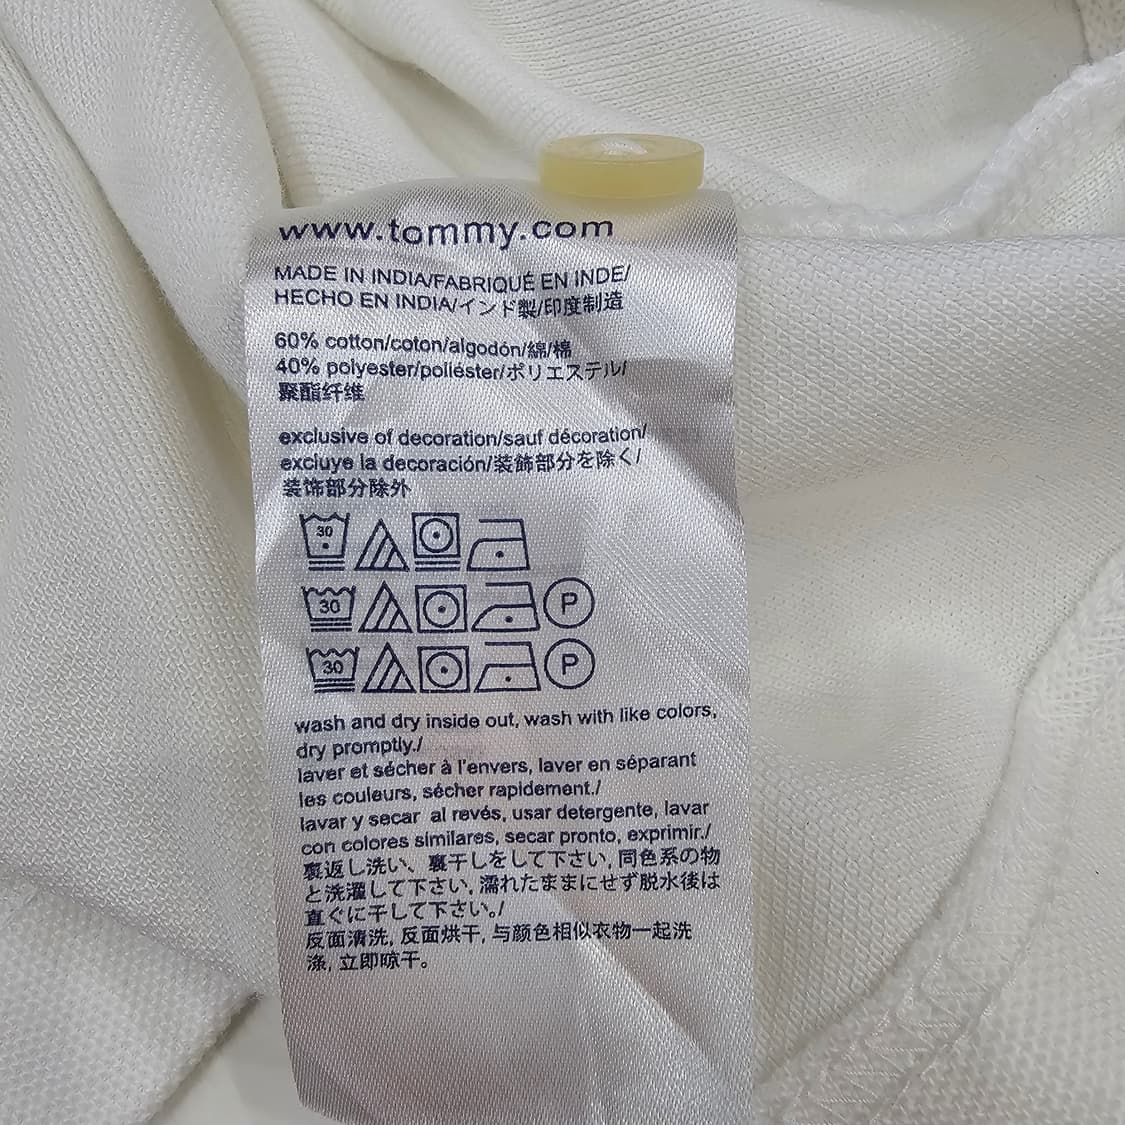 www.tommy.com
MADE IN INDIA/FABRIQUÉ EN INDE/
HECHO EN INDIA/インド製/印度制造
60% cotton/coton/algodón/綿/棉
40% polyester/poliéster/ポリエステル/
聚酯纤维
exclusive of decoration/sauf décoration/
excluye la decoración/装飾部分を除く/
装饰部分除外
30
30 P
30 P
wash and dry inside out, wash with like colors,
dry promptly./
laver et sécher à l'envers, laver en séparant
les couleurs, sécher rapidement./
lavar y secar al revés, usar detergente, lavar
con colores similares, secar pronto, exprimir./
裏返し洗い、裏干しをして下さい, 同色系の物
と洗濯して下さい, 濡れたままにせず脱水後は
直ぐに干して下さい。/
反面清洗, 反面烘干, 与颜色相似衣物一起洗
涤, 立即晾干。